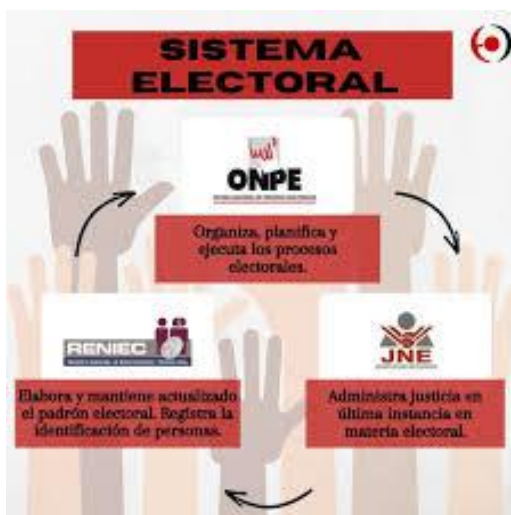 SISTEMA
ELECTORAL
ONPE
Organiza, planifica y
ejecuta los procesos
electorales.
RENIEC
Elabora y mantiene actualizado
el padrón electoral. Registra la
identificación de personas.
JNE
Administra justicia en
última instancia en
materia electoral.